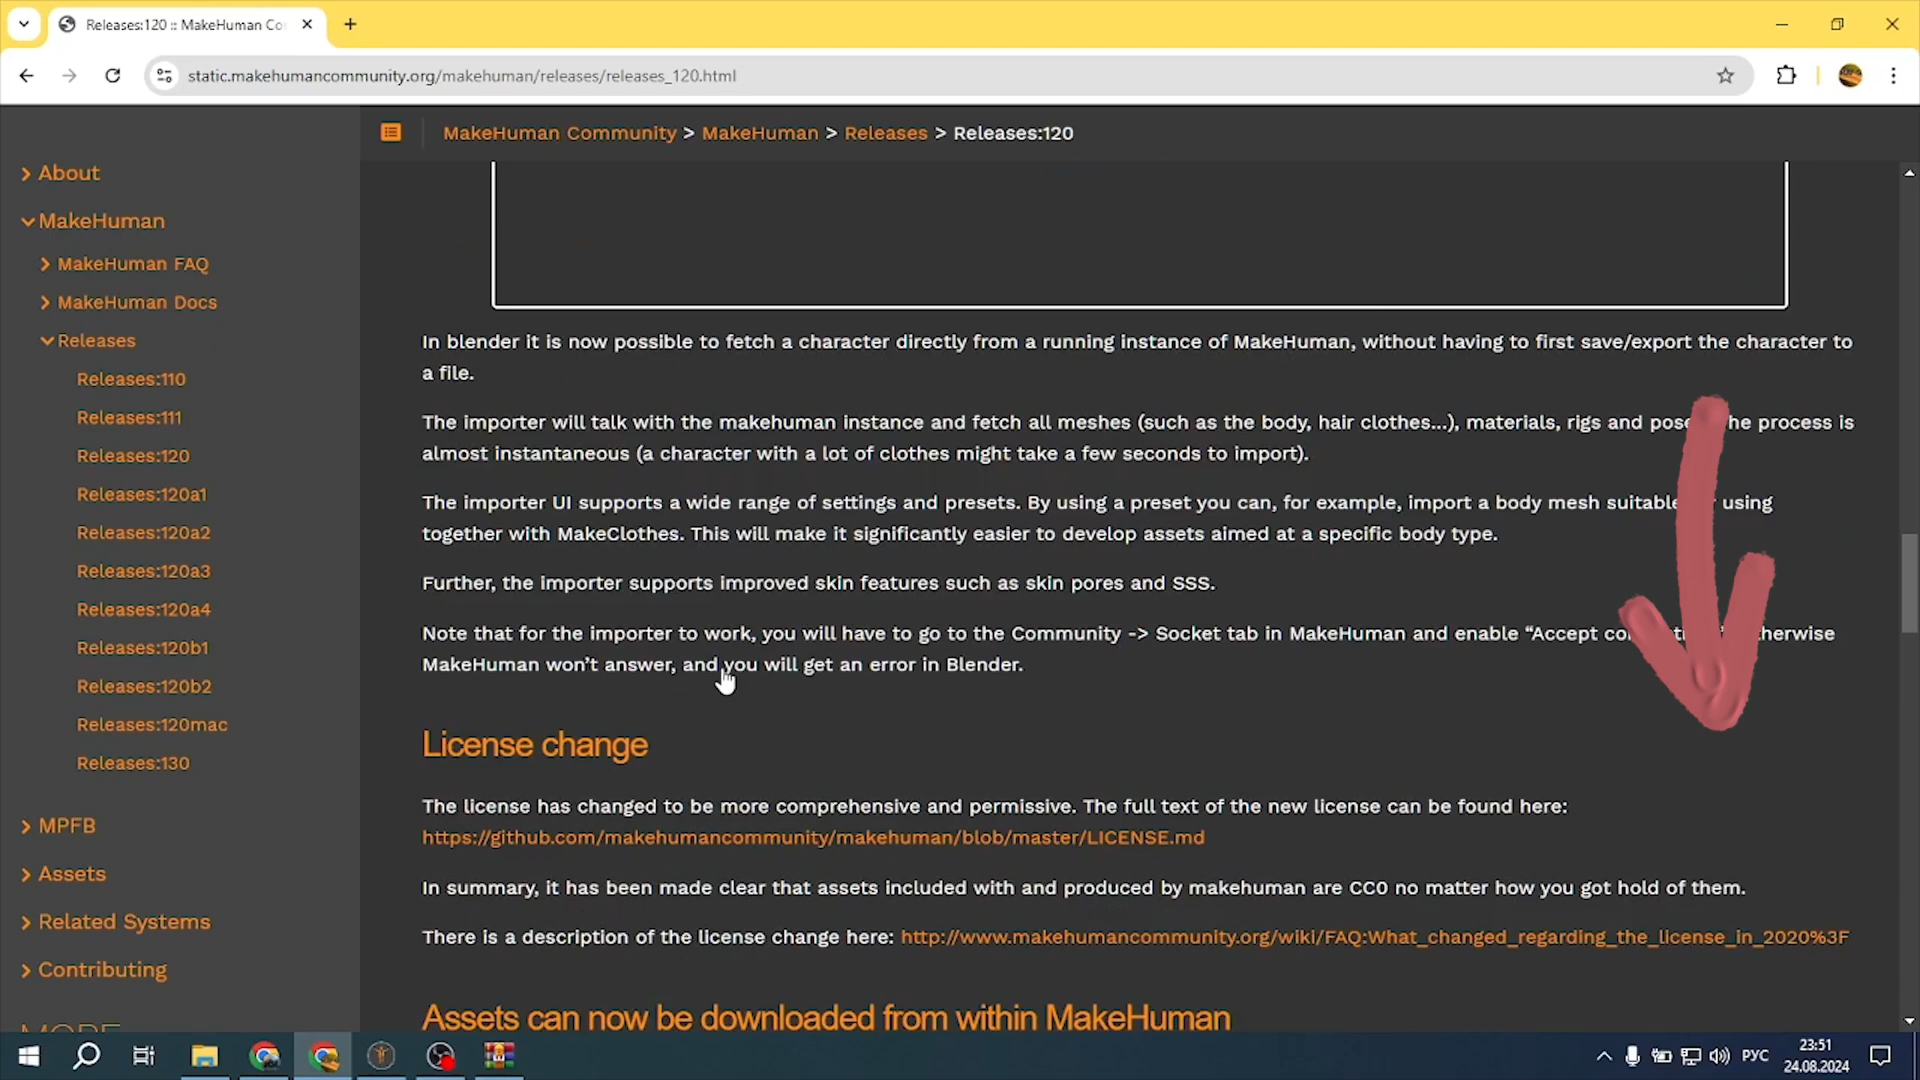 Releases:120 :: MakeHuman Co
static.makehumancommunity.org/makehuman/releases/releases_120.html
MakeHuman Community > MakeHuman > Releases > Releases:120
About
MakeHuman
MakeHuman FAQ
MakeHuman Docs
Releases
Releases:110
Releases:111
Releases:120
Releases:120a1
Releases:120a2
Releases:120a3
Releases:120a4
Releases:120b1
Releases:120b2
Releases:120mac
Releases:130
MPFB
Assets
Related Systems
Contributing
MORE
In blender it is now possible to fetch a character directly from a running instance of MakeHuman, without having to first save/export the character to
a file.
The importer will talk with the makehuman instance and fetch all meshes (such as the body, hair clothes...), materials, rigs and pose he process is
almost instantaneous (a character with a lot of clothes might take a few seconds to import).
The importer UI supports a wide range of settings and presets. By using a preset you can, for example, import a body mesh suitable using
together with MakeClothes. This will make it significantly easier to develop assets aimed at a specific body type.
Further, the importer supports improved skin features such as skin pores and SSS.
Note that for the importer to work, you will have to go to the Community -> Socket tab in MakeHuman and enable “Accept co therwise
MakeHuman won’t answer, and you will get an error in Blender.
License change
The license has changed to be more comprehensive and permissive. The full text of the new license can be found here:
https://github.com/makehumancommunity/makehuman/blob/master/LICENSE.md
In summary, it has been made clear that assets included with and produced by makehuman are CC0 no matter how you got hold of them.
There is a description of the license change here: http://www.makehumancommunity.org/wiki/FAQ:What_changed_regarding_the_license_in_2020%3F
Assets can now be downloaded from within MakeHuman
РУС
23:51
24.08.2024